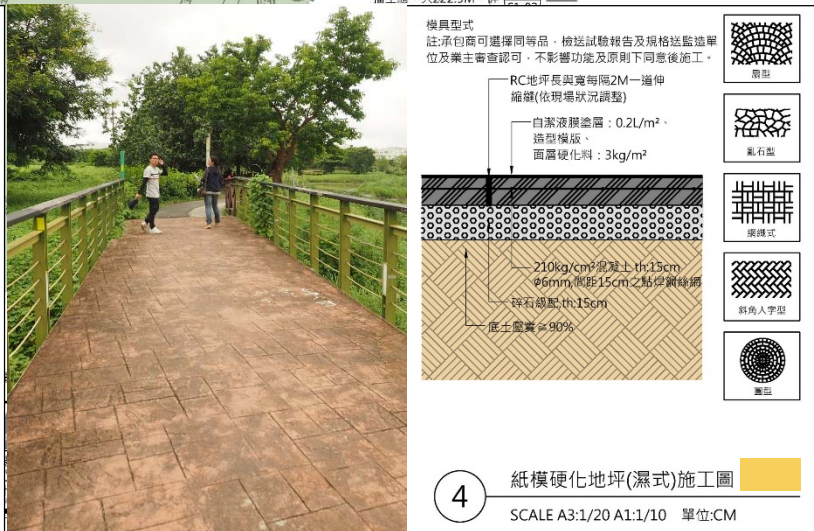 模具型式
註:承包商可選擇同等品，檢送試驗報告及規格送監造單
位及業主審查認可，不影響功能及原則下同意後施工。
RC地坪長與寬每隔2M一道伸
縮縫(依現場狀況調整)
自潔液膜塗層：0.2L/m²、
造型模版、
面層硬化料：3kg/m²
210kg/cm²混凝土 th:15cm
φ6mm,間距15cm之點焊鋼絲網
碎石級配,th:15cm
底土壓實≧90%
扇型
亂石型
網織式
斜角人字型
圓型
4
紙模硬化地坪(濕式)施工圖
SCALE A3:1/20 A1:1/10 單位:CM